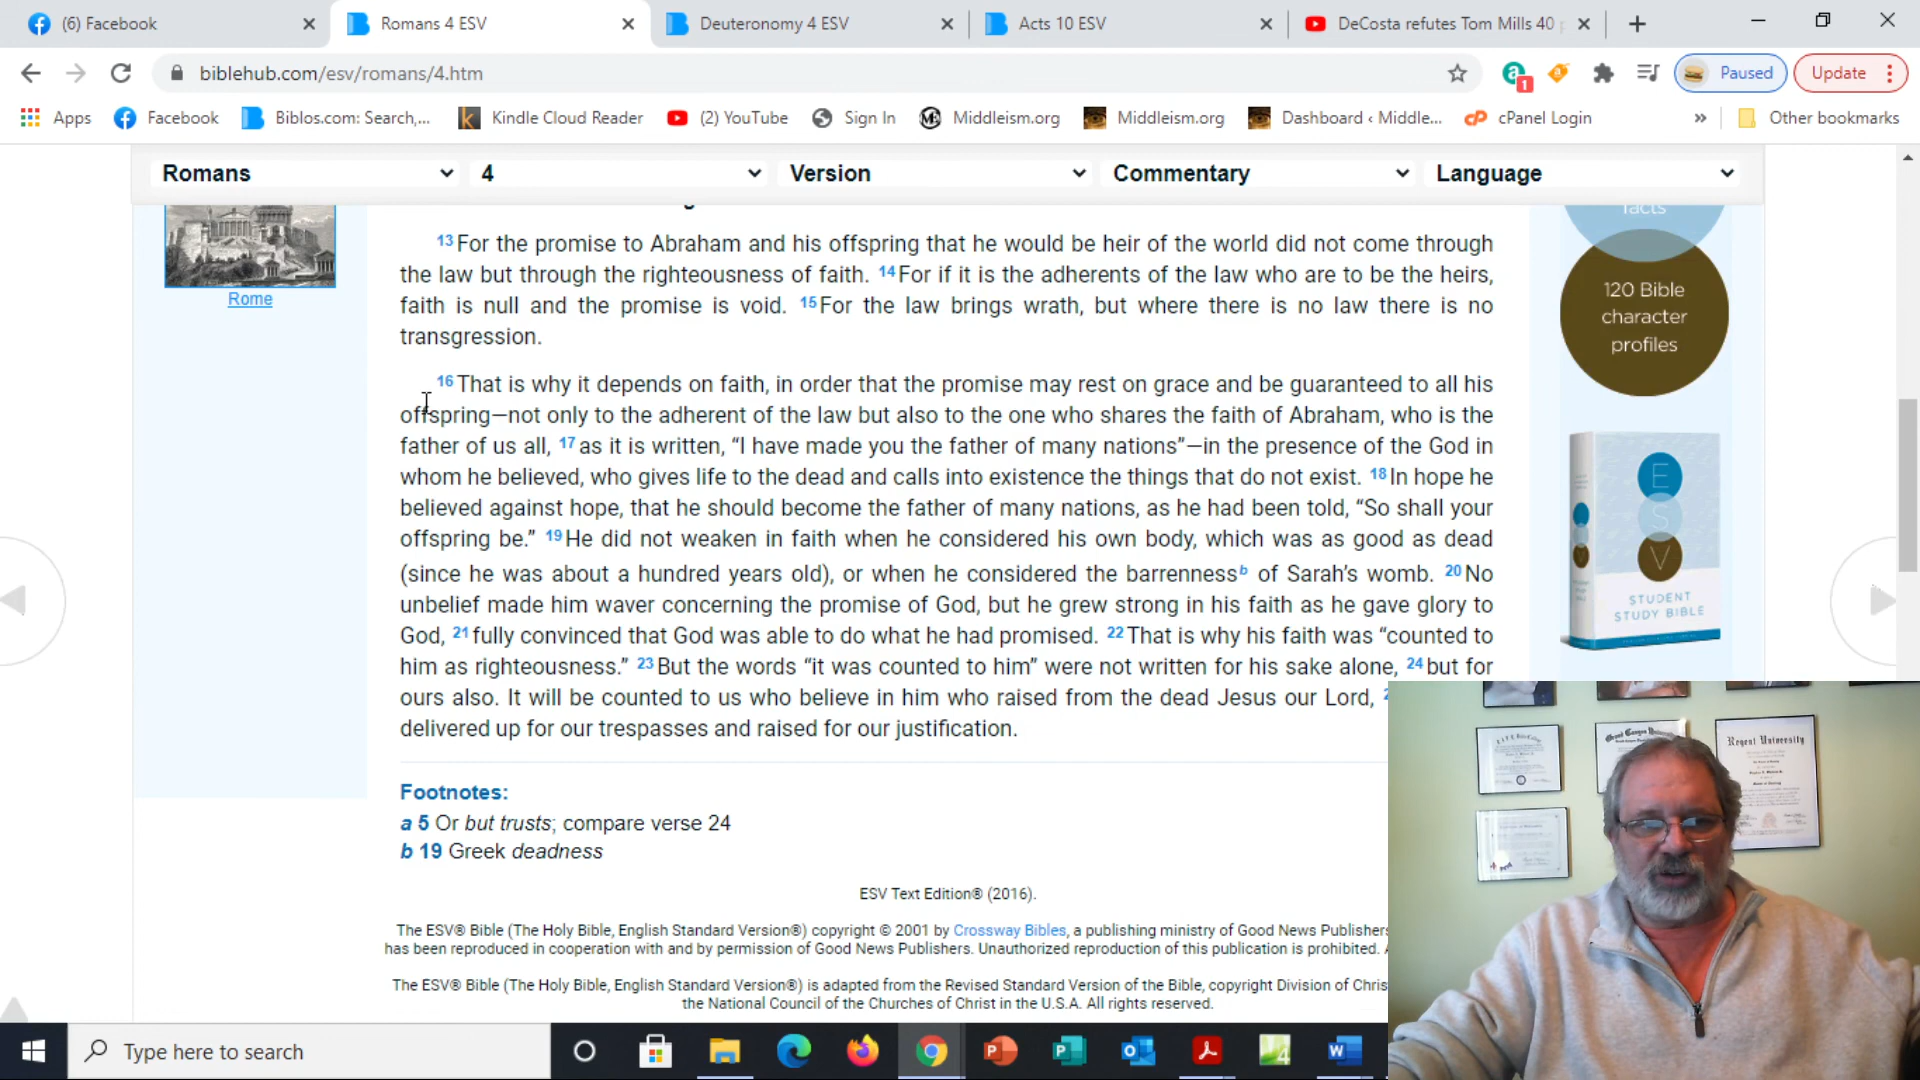 (6) Facebook
Romans 4 ESV
Deuteronomy 4 ESV
Acts 10 ESV
DeCosta refutes Tom Mills 40
biblehub.com/esv/romans/4.htm
Paused
Update
1
Apps
Facebook
Biblos.com: Search,...
Kindle Cloud Reader
(2) YouTube
Sign In
Middleism.org
Middleism.org
Dashboard ‹ Middle...
cPanel Login
»
Other bookmarks
Romans
4
Version
Commentary
Language
Rome
13 For the promise to Abraham and his offspring that he would be heir of the world did not come through
the law but through the righteousness of faith. 14 For if it is the adherents of the law who are to be the heirs,
faith is null and the promise is void. 15 For the law brings wrath, but where there is no law there is no
transgression.
16 That is why it depends on faith, in order that the promise may rest on grace and be guaranteed to all his
offspring—not only to the adherent of the law but also to the one who shares the faith of Abraham, who is the
father of us all, 17 as it is written, “I have made you the father of many nations”—in the presence of the God in
whom he believed, who gives life to the dead and calls into existence the things that do not exist. 18 In hope he
believed against hope, that he should become the father of many nations, as he had been told, “So shall your
offspring be.” 19 He did not weaken in faith when he considered his own body, which was as good as dead
(since he was about a hundred years old), or when he considered the barrenness b of Sarah’s womb. 20 No
unbelief made him waver concerning the promise of God, but he grew strong in his faith as he gave glory to
God, 21 fully convinced that God was able to do what he had promised. 22 That is why his faith was “counted to
him as righteousness.” 23 But the words “it was counted to him” were not written for his sake alone, 24 but for
ours also. It will be counted to us who believe in him who raised from the dead Jesus our Lord,
delivered up for our trespasses and raised for our justification.
Footnotes:
a 5 Or but trusts; compare verse 24
b 19 Greek deadness
ESV Text Edition® (2016).
The ESV® Bible (The Holy Bible, English Standard Version®) copyright © 2001 by Crossway Bibles, a publishing ministry of Good News Publishers
has been reproduced in cooperation with and by permission of Good News Publishers. Unauthorized reproduction of this publication is prohibited.
The ESV® Bible (The Holy Bible, English Standard Version®) is adapted from the Revised Standard Version of the Bible, copyright Division of
the National Council of the Churches of Christ in the U.S.A. All rights reserved.
facts
120 Bible
character
profiles
E
S
V
STUDENT
STUDY BIBLE
Regent University
Type here to search